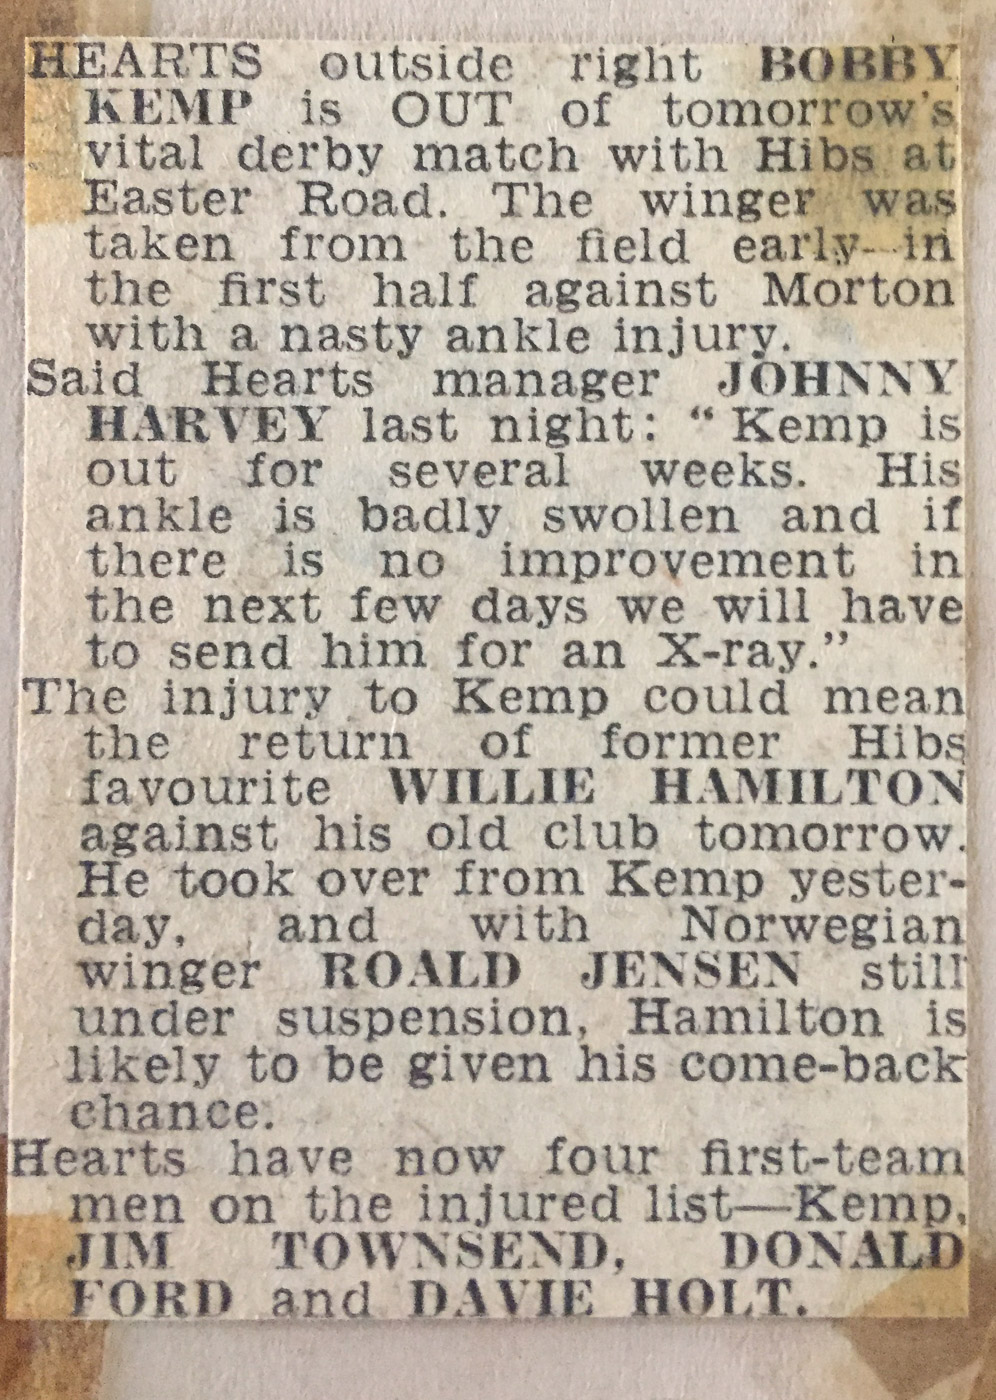 HEARTS outside right BOBBY
KEMP is OUT of tomorrow's
vital derby match with Hibs at
Easter Road. The winger was
taken from the field early in
the first half against Morton
with a nasty ankle injury.
Said Hearts manager JOHNNY
HARVEY last night: “Kemp is
out for several weeks. His
ankle is badly swollen and if
there is no improvement in
the next few days we will have
to send him for an X-ray.”
The injury to Kemp could mean
the return of former Hibs
favourite WILLIE HAMILTON
against his old club tomorrow.
He took over from Kemp yester-
day, and with Norwegian
winger ROALD JENSEN still
under suspension, Hamilton is
likely to be given his come-back
chance.
Hearts have now four first-team
men on the injured list—Kemp,
JIM TOWNSEND, DONALD
FORD and DAVIE HOLT.